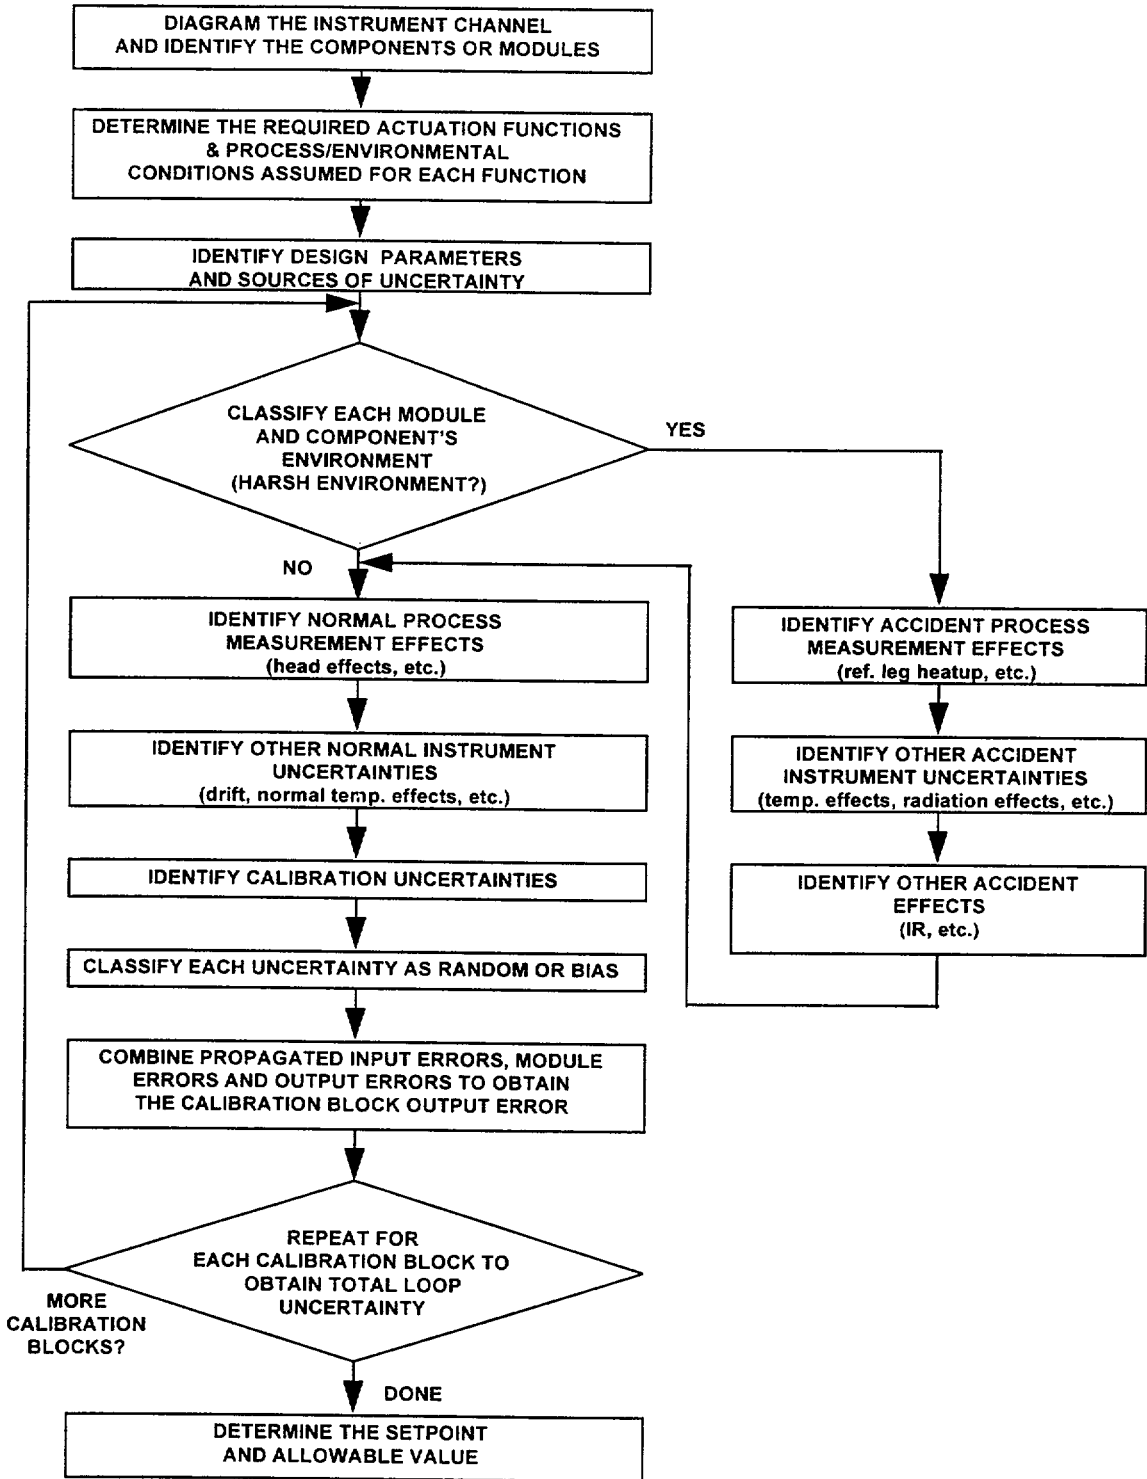 DIAGRAM THE INSTRUMENT CHANNEL
AND IDENTIFY THE COMPONENTS OR MODULES
DETERMINE THE REQUIRED ACTUATION FUNCTIONS
& PROCESS/ENVIRONMENTAL
CONDITIONS ASSUMED FOR EACH FUNCTION
IDENTIFY DESIGN PARAMETERS
AND SOURCES OF UNCERTAINTY
CLASSIFY EACH MODULE
AND COMPONENT'S
ENVIRONMENT
(HARSH ENVIRONMENT?)
YES
NO
IDENTIFY NORMAL PROCESS
MEASUREMENT EFFECTS
(head effects, etc.)
IDENTIFY ACCIDENT PROCESS
MEASUREMENT EFFECTS
(ref. leg heatup, etc.)
IDENTIFY OTHER NORMAL INSTRUMENT
UNCERTAINTIES
(drift, normal temp. effects, etc.)
IDENTIFY OTHER ACCIDENT
INSTRUMENT UNCERTAINTIES
(temp. effects, radiation effects, etc.)
IDENTIFY CALIBRATION UNCERTAINTIES
IDENTIFY OTHER ACCIDENT
EFFECTS
(IR, etc.)
CLASSIFY EACH UNCERTAINTY AS RANDOM OR BIAS
COMBINE PROPAGATED INPUT ERRORS, MODULE
ERRORS AND OUTPUT ERRORS TO OBTAIN
THE CALIBRATION BLOCK OUTPUT ERROR
REPEAT FOR
EACH CALIBRATION BLOCK TO
OBTAIN TOTAL LOOP
UNCERTAINTY
MORE
CALIBRATION
BLOCKS?
DONE
DETERMINE THE SETPOINT
AND ALLOWABLE VALUE